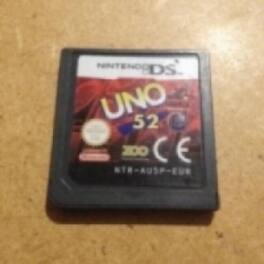 NINTENDO DS
UNO
52
ZOO CE
NTR-AU5P-EUR